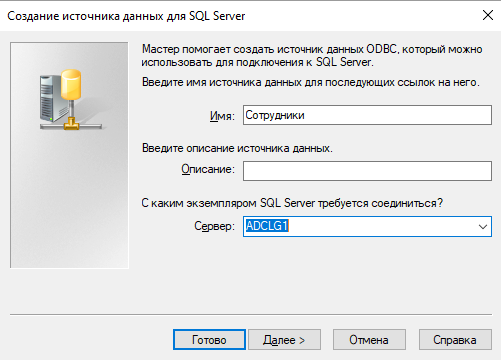 Создание источника данных для SQL Server
Мастер помогает создать источник данных ODBC, который можно
использовать для подключения к SQL Server.
Введите имя источника данных для последующих ссылок на него.
Имя: Сотрудники
Введите описание источника данных.
Описание:
С каким экземпляром SQL Server требуется соединиться?
Сервер: ADCLG1
Готово Далее > Отмена Справка